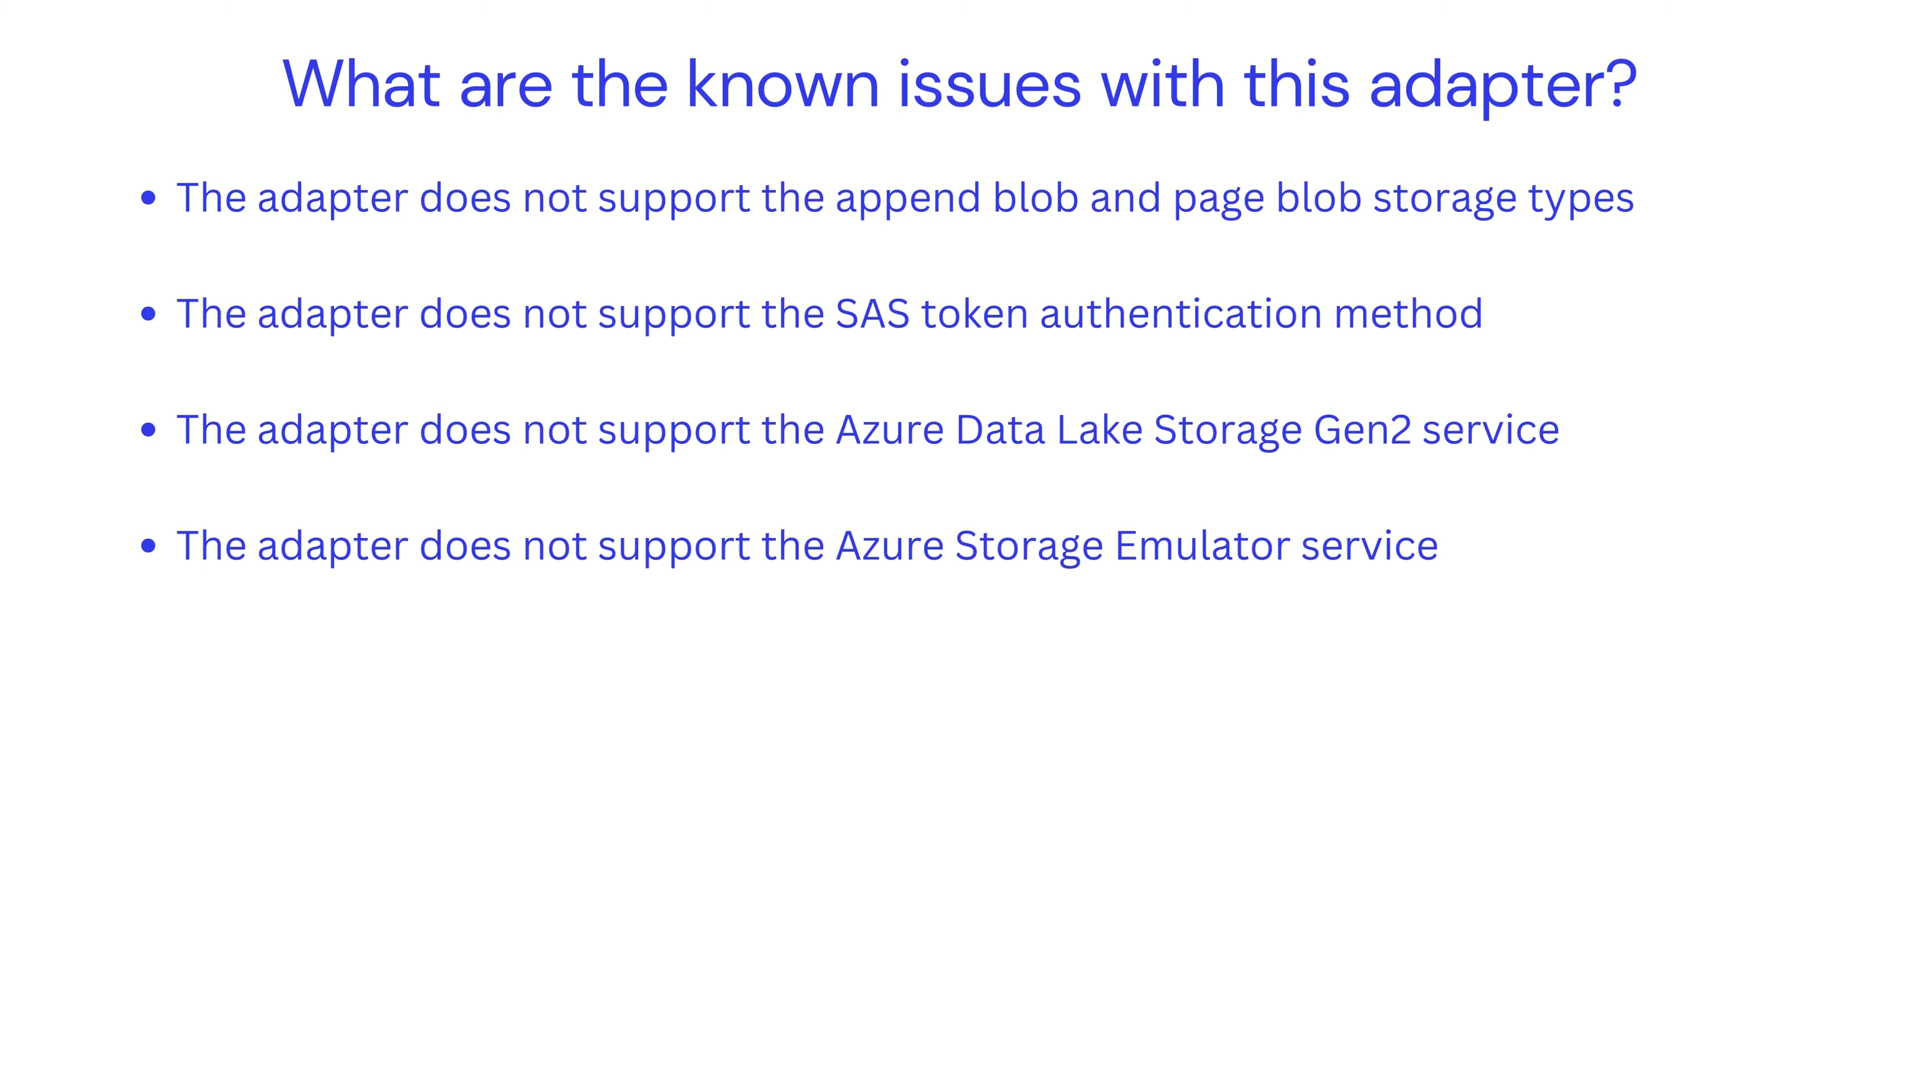 What are the known issues with this adapter?
• The adapter does not support the append blob and page blob storage types
• The adapter does not support the SAS token authentication method
• The adapter does not support the Azure Data Lake Storage Gen2 service
• The adapter does not support the Azure Storage Emulator service